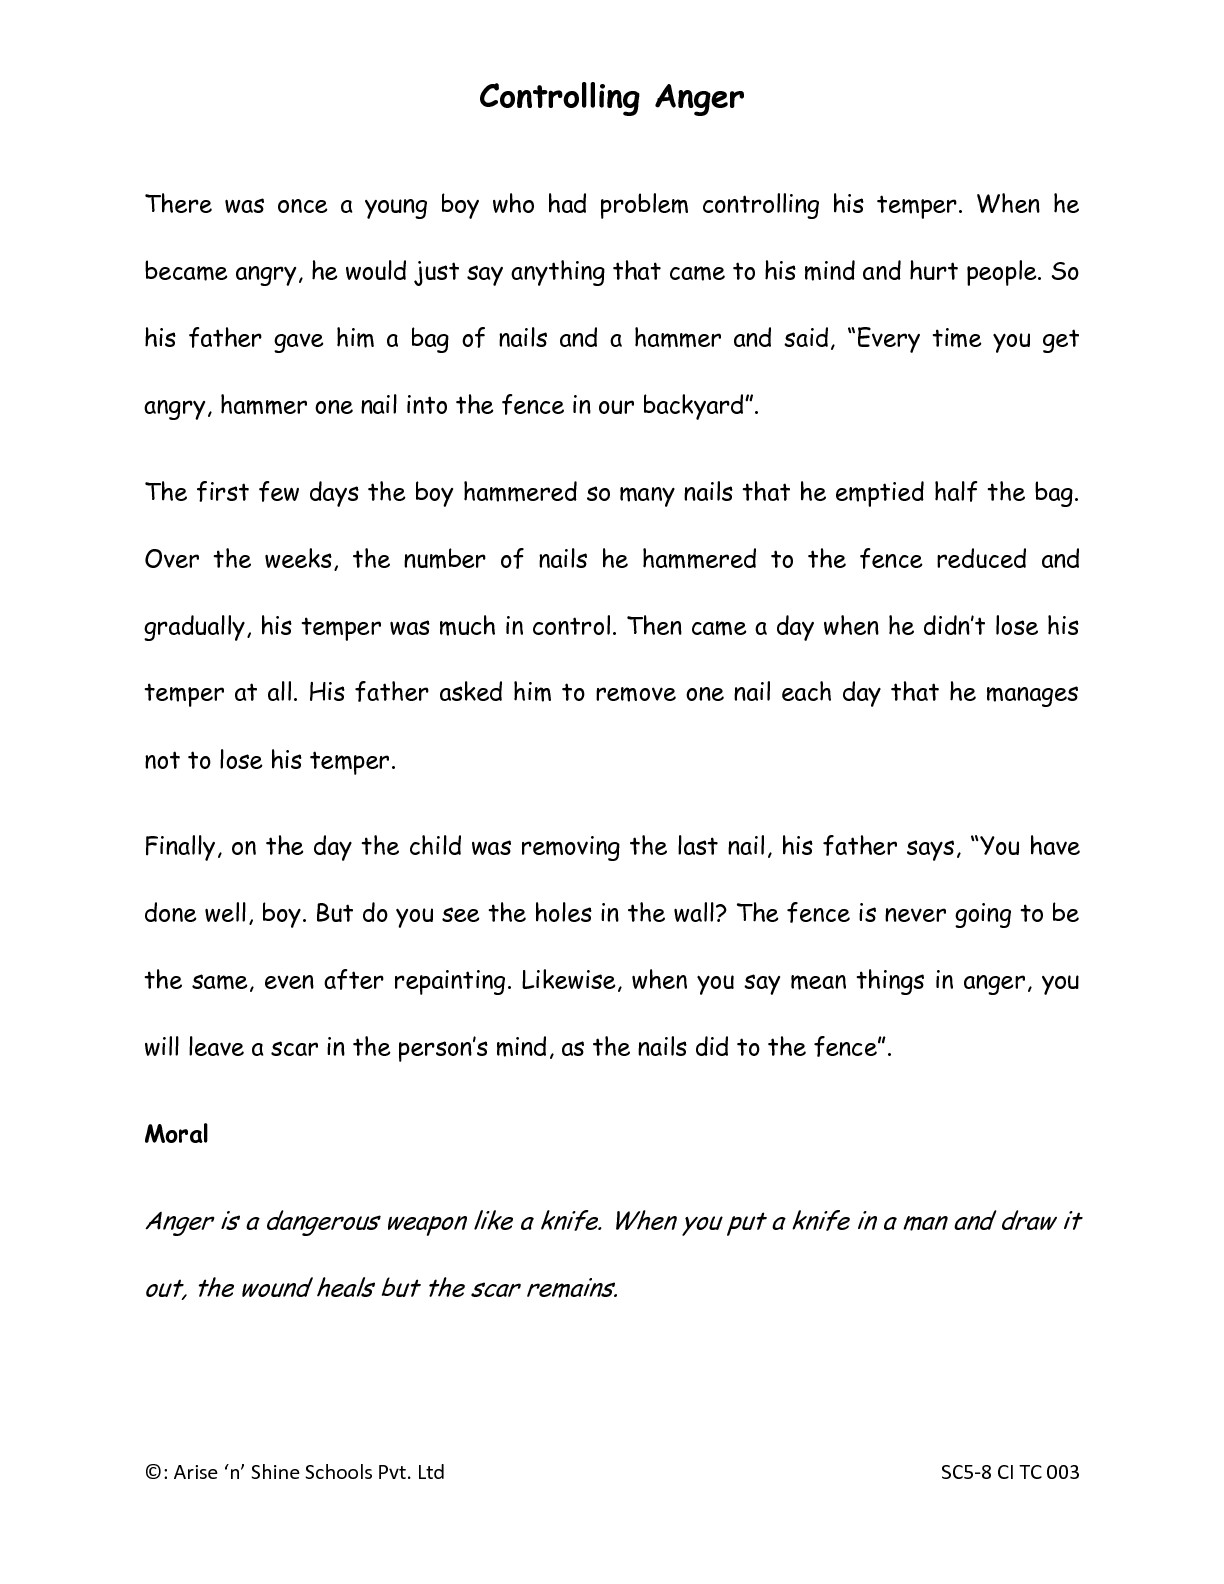 Controlling Anger
There was once a young boy who had problem controlling his temper. When he
became angry, he would just say anything that came to his mind and hurt people. So
his father gave him a bag of nails and a hammer and said, “Every time you get
angry, hammer one nail into the fence in our backyard”.
The first few days the boy hammered so many nails that he emptied half the bag.
Over the weeks, the number of nails he hammered to the fence reduced and
gradually, his temper was much in control. Then came a day when he didn’t lose his
temper at all. His father asked him to remove one nail each day that he manages
not to lose his temper.
Finally, on the day the child was removing the last nail, his father says, “You have
done well, boy. But do you see the holes in the wall? The fence is never going to be
the same, even after repainting. Likewise, when you say mean things in anger, you
will leave a scar in the person’s mind, as the nails did to the fence”.
Moral
Anger is a dangerous weapon like a knife. When you put a knife in a man and draw it
out, the wound heals but the scar remains.
©: Arise ‘n’ Shine Schools Pvt. Ltd SC5-8 CI TC 003